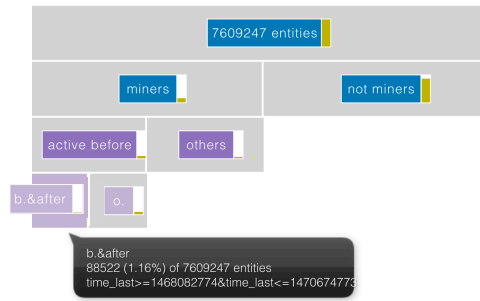 7609247 entities
miners
not miners
active before
others
b.&after
o.
b.&after
88522 (1.16%) of 7609247 entities
time_last>=1468082774&time_last<=1470674773